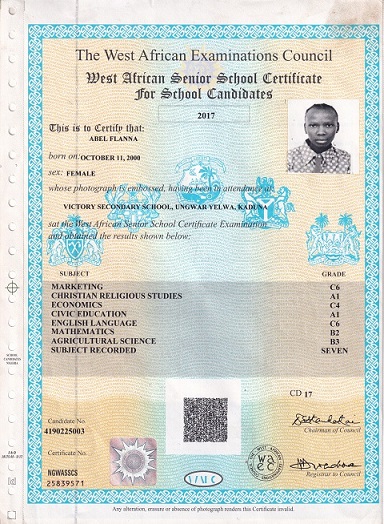 The West African Examinations Council
West African Senior School Certificate
For School Candidates
2017
This is to Certify that:
ABEL FLANNA
born on: OCTOBER 11, 2000
sex: FEMALE
whose photograph is embossed, having been in attendance at
VICTORY SECONDARY SCHOOL, UNGWAR YELWA, KADUNA
sat the West African Senior School Certificate Examination
and obtained the results shown below:
SUBJECT GRADE
MARKETING C6
CHRISTIAN RELIGIOUS STUDIES A1
ECONOMICS C4
CIVIC EDUCATION A1
ENGLISH LANGUAGE C6
MATHEMATICS B2
AGRICULTURAL SCIENCE B3
SUBJECT RECORDED SEVEN
SCHOOL
CANDIDATES
NIGERIA
CD 17
Candidate No.
4190225003
Chairman of Council
Certificate No.
NGWASSCS
25839571
WAEC
Registrar to Council
Any alteration, erasure or absence of photograph renders this Certificate invalid.